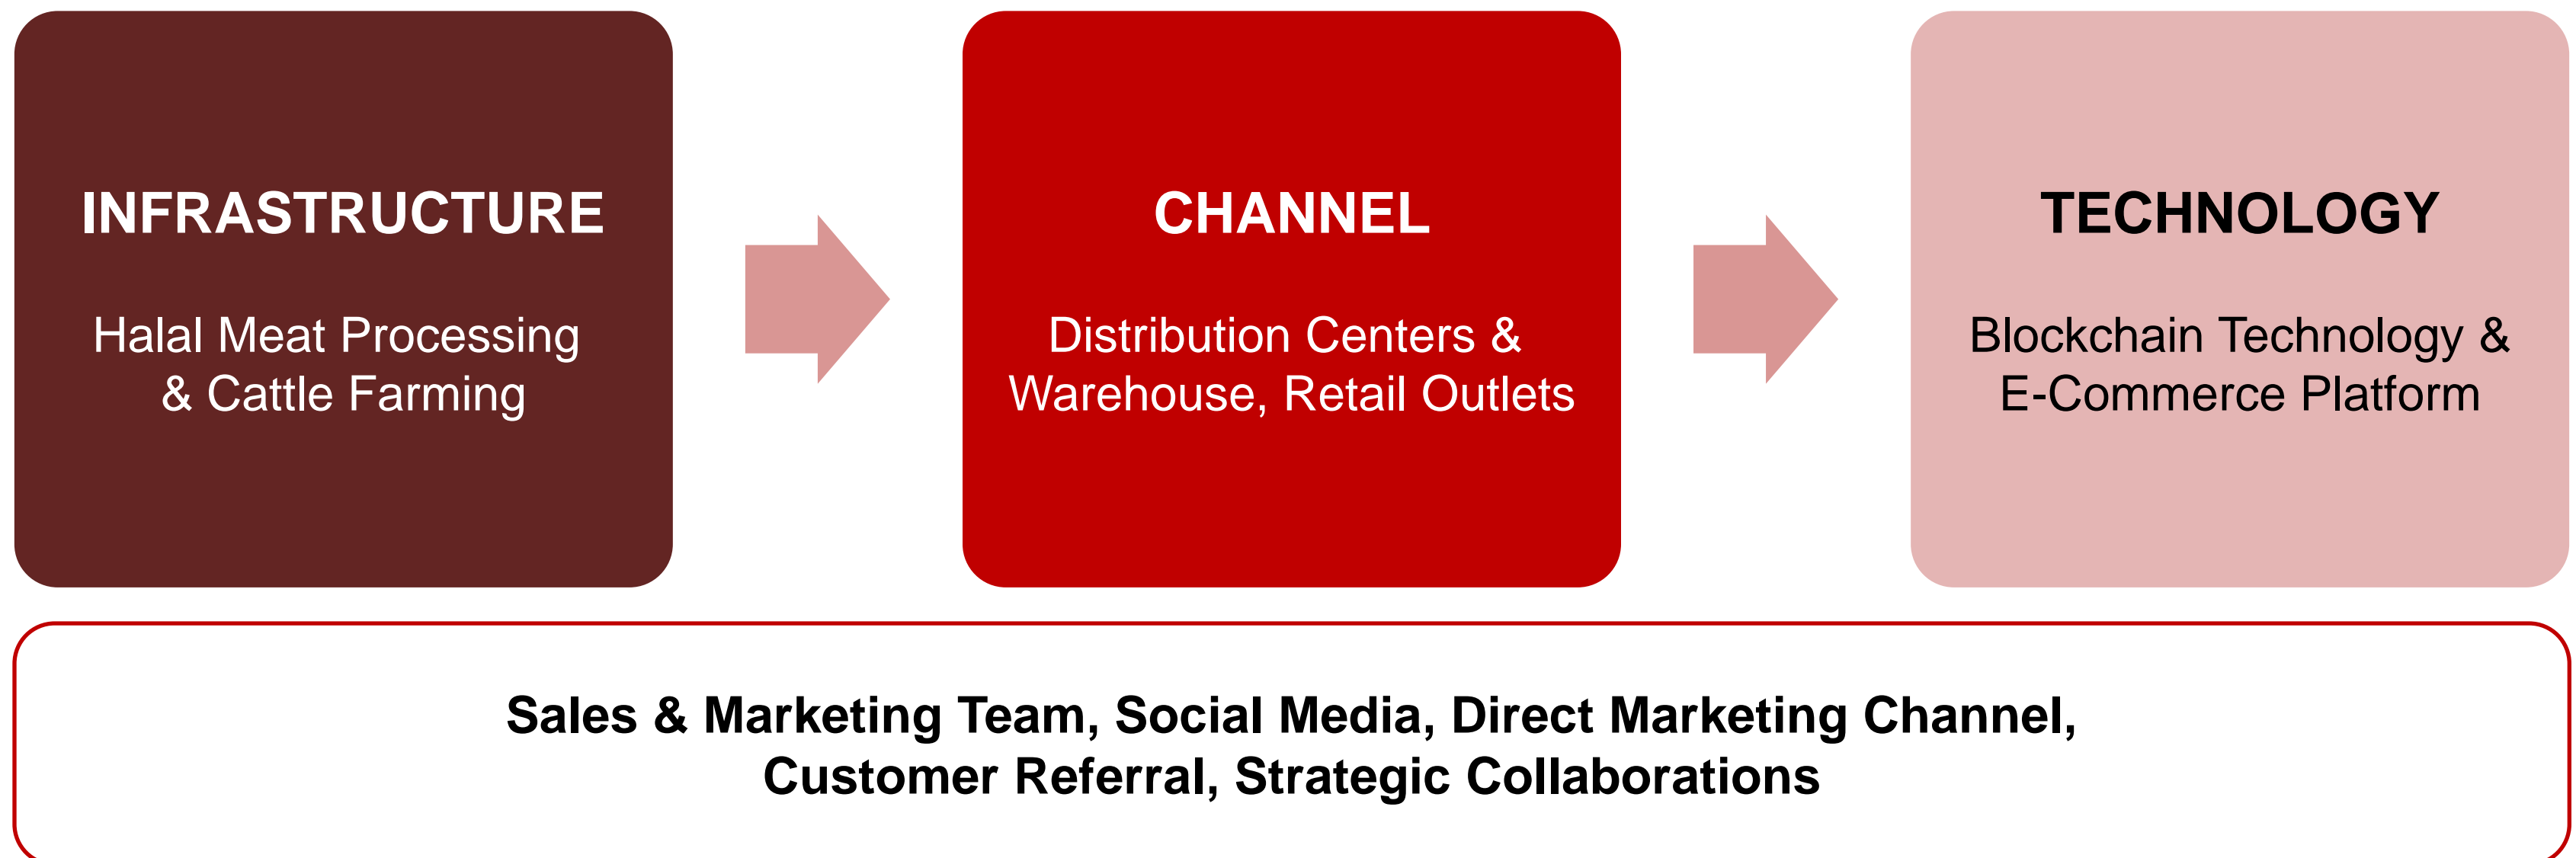 INFRASTRUCTURE
Halal Meat Processing
& Cattle Farming
CHANNEL
Distribution Centers &
Warehouse, Retail Outlets
TECHNOLOGY
Blockchain Technology &
E-Commerce Platform
Sales & Marketing Team, Social Media, Direct Marketing Channel,
Customer Referral, Strategic Collaborations